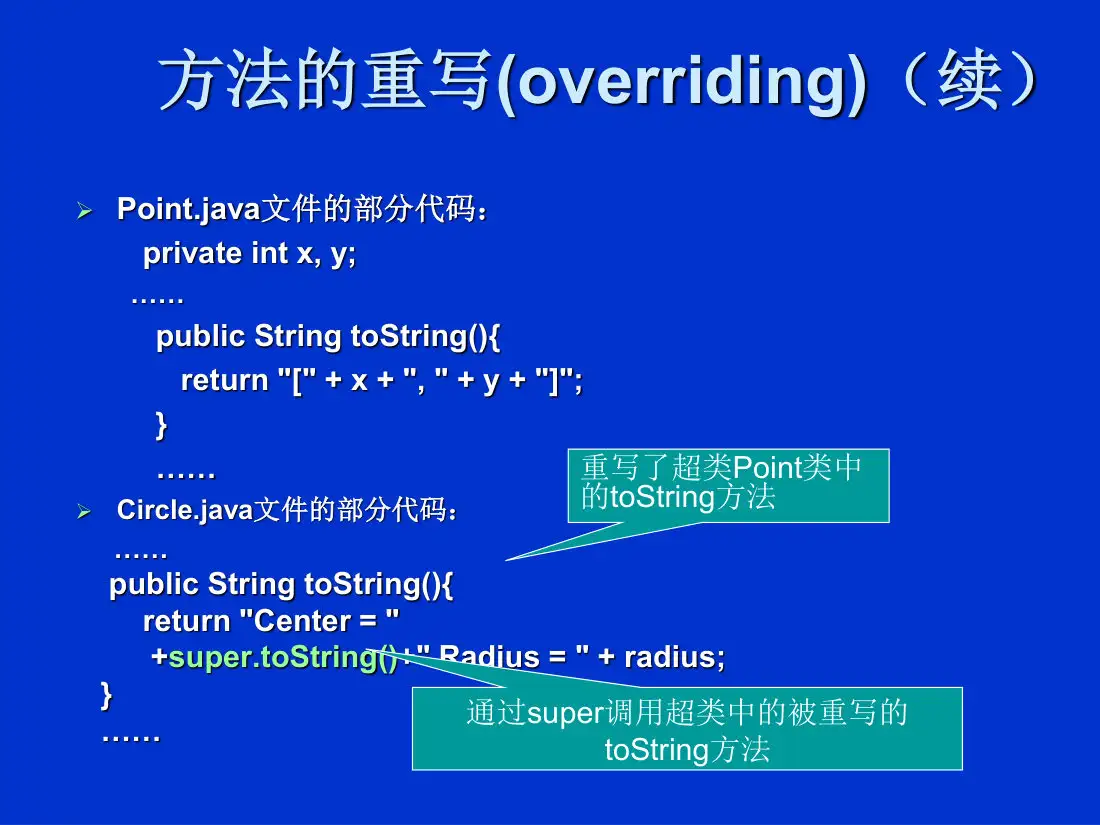 方法的重写(overriding)（续）
Point.java文件的部分代码：
private int x, y;
……
public String toString(){
return "[" + x + ", " + y + "]";
}
……
重写了超类Point类中
的toString方法
Circle.java文件的部分代码：
……
public String toString(){
return "Center = "
+super.toString()+" Radius = " + radius;
}
……
通过super调用超类中的被重写的
toString方法